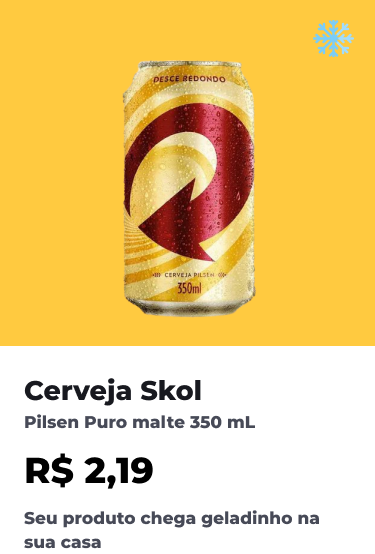 DESCE REDONDO
CERVEJA PILSEN
350ml
Cerveja Skol
Pilsen Puro malte 350 mL
R$ 2,19
Seu produto chega geladinho na
sua casa